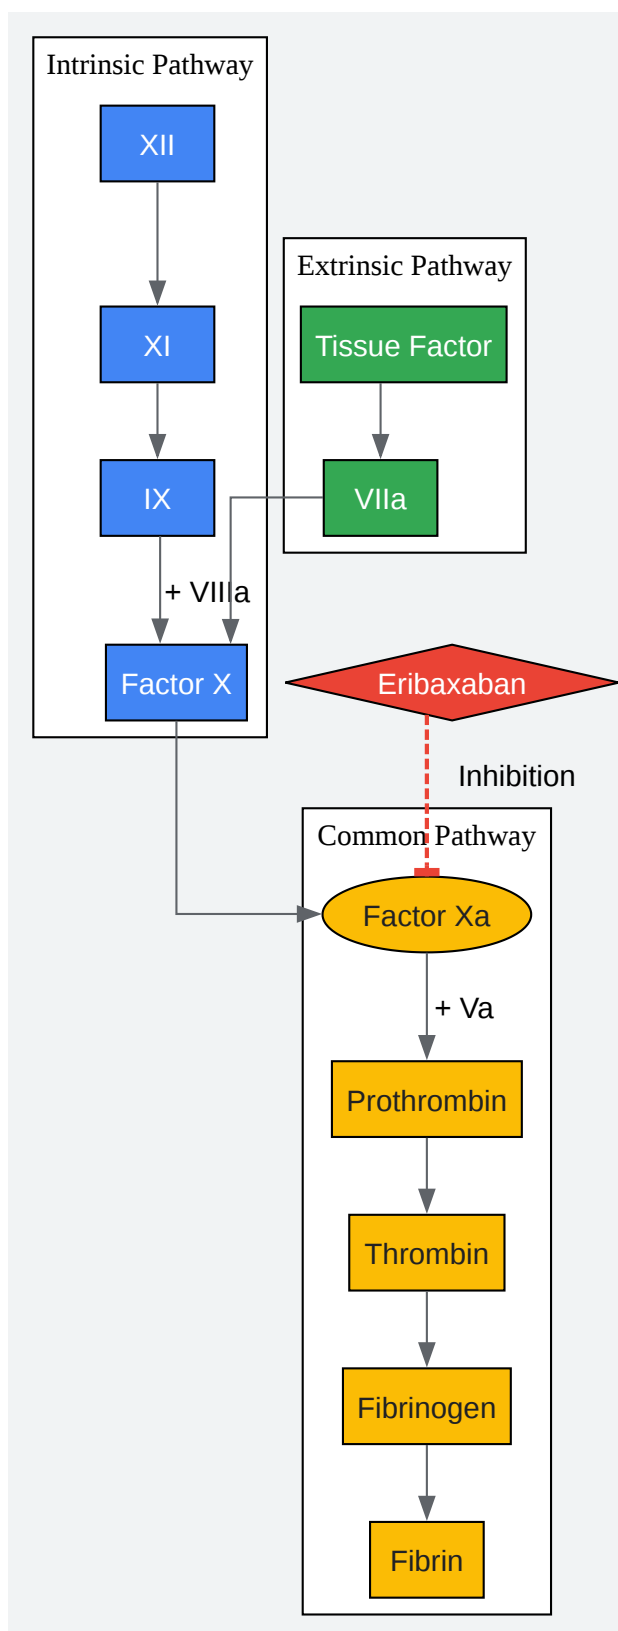 Intrinsic Pathway
XII
Extrinsic Pathway
XI
Tissue Factor
IX
VIIa
+ VIIIa
Factor X
Eribaxaban
Inhibition
Common Pathway
Factor Xa
+ Va
Prothrombin
Thrombin
Fibrinogen
Fibrin